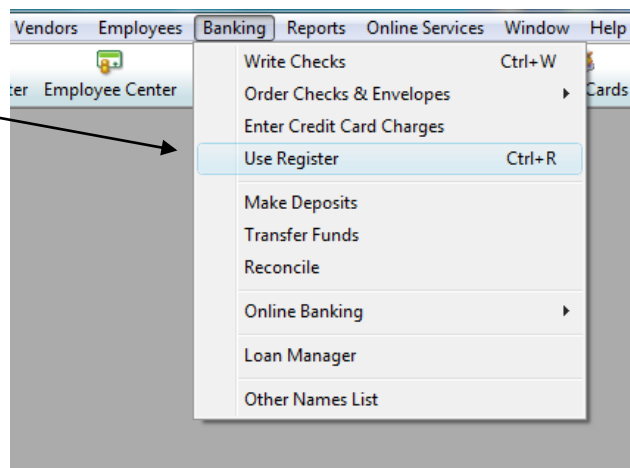 Vendors Employees Banking Reports Online Services Window Help
Employee Center Cards
Write Checks Ctrl+W
Order Checks & Envelopes
Enter Credit Card Charges
Use Register Ctrl+R
Make Deposits
Transfer Funds
Reconcile
Online Banking
Loan Manager
Other Names List